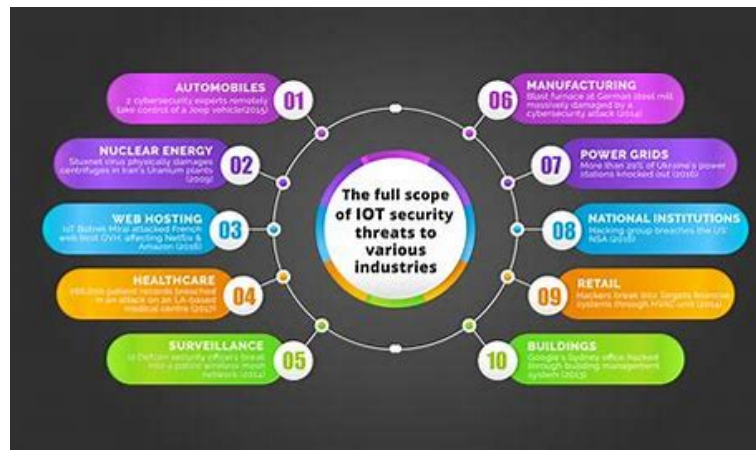 AUTOMOBILES
2 cybersecurity experts remotely
take control of a Jeep vehicle(2015)
01
NUCLEAR ENERGY
Stuxnet virus physically damages
centrifuges in Iran's Uranium plants
(2009)
02
WEB HOSTING
IoT Botnet Mirai attacked French
web host OVH, affecting Netflix &
Amazon (2016)
03
HEALTHCARE
patient records breached
in an attack on an LA-based
medical centre (2017)
04
SURVEILLANCE
Defcon security officers break
into a patient wireless mesh
network (2014)
05
The full scope
of IOT security
threats to
various
industries
06
MANUFACTURING
Blast furnace at German steel mill
massively damaged by a
cybersecurity attack (2014)
07
POWER GRIDS
More than 20% of Ukraine's power
stations knocked out (2016)
08
NATIONAL INSTITUTIONS
Hacking group breaches the US'
NSA (2016)
09
RETAIL
Hackers break into Targets financial
systems through HVAC unit (2014)
10
BUILDINGS
Google's Sydney office hacked
through building management
system (2013)